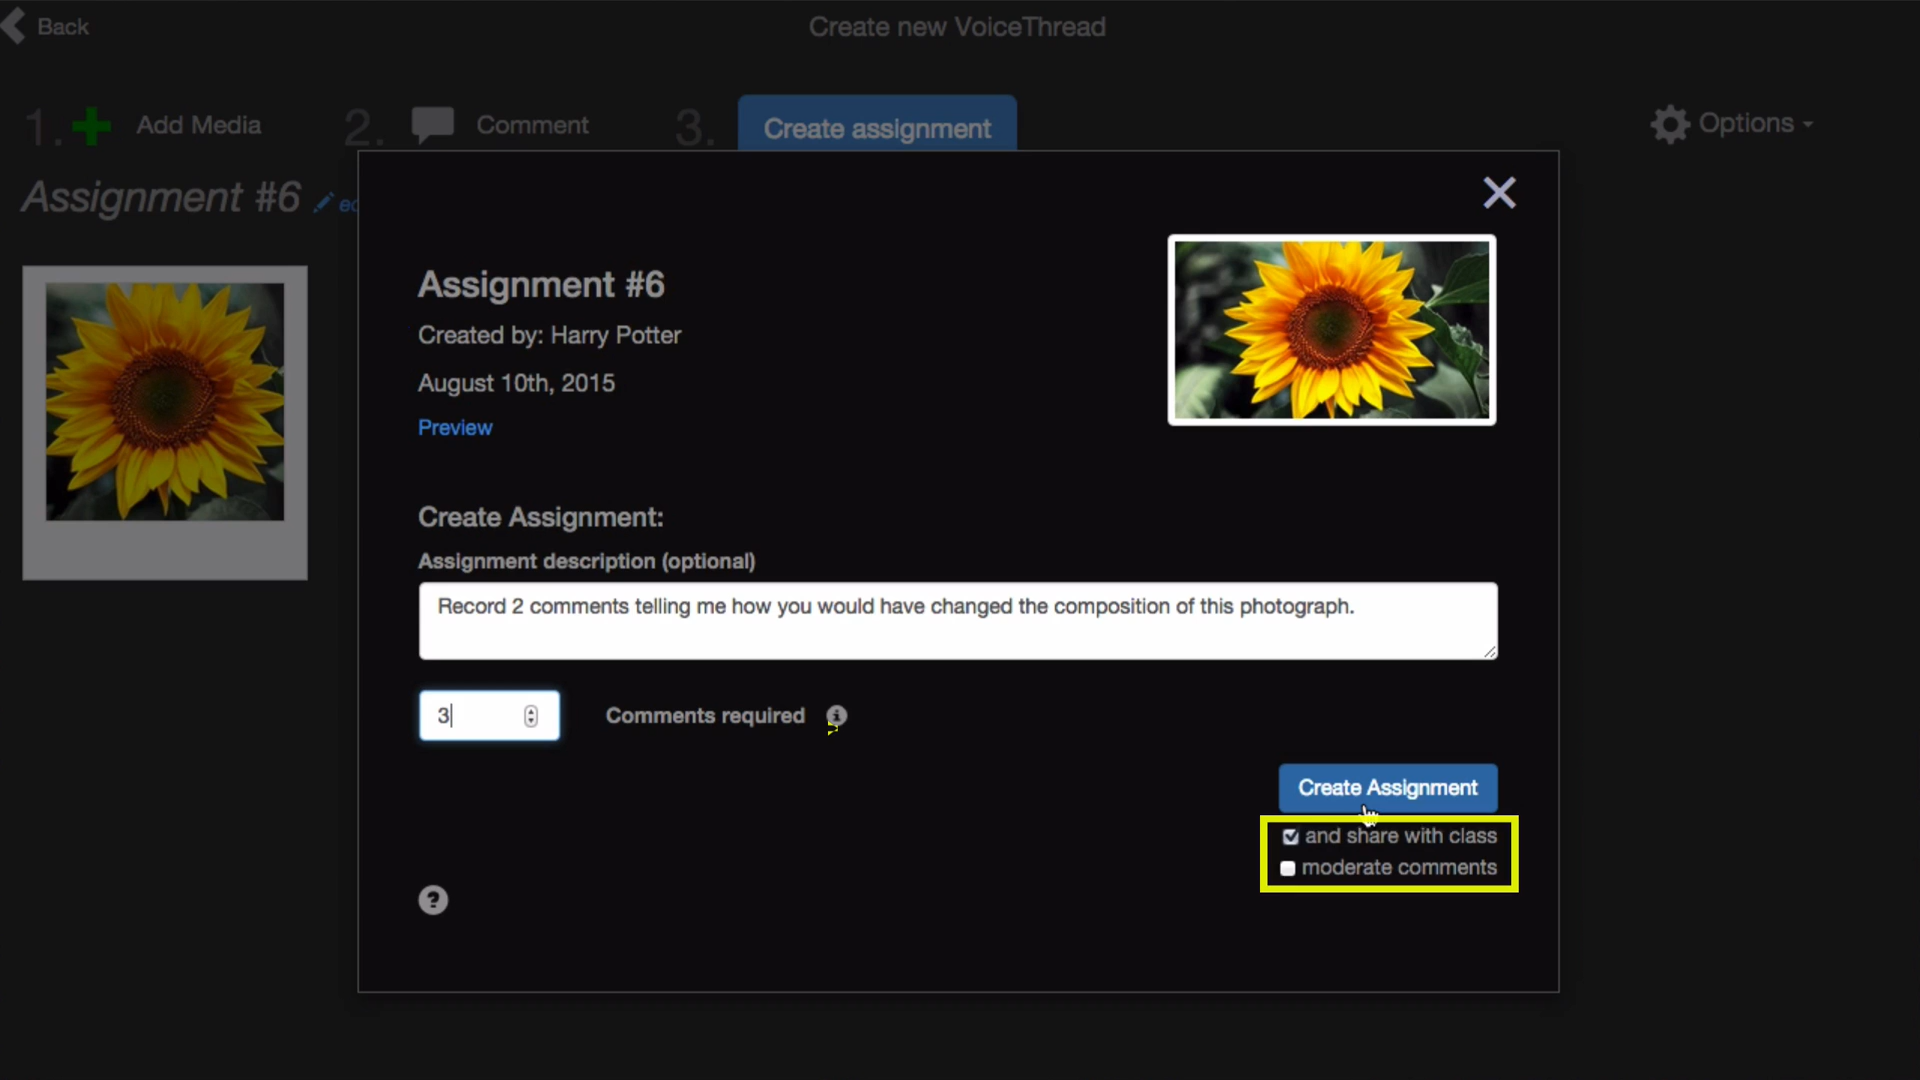 Back
Create new VoiceThread
1. Add Media
2. Comment
3. Create assignment
Options
Assignment #6
Assignment #6
Created by: Harry Potter
August 10th, 2015
Preview
Create Assignment:
Assignment description (optional)
Record 2 comments telling me how you would have changed the composition of this photograph.
3
Comments required
Create Assignment
and share with class
moderate comments